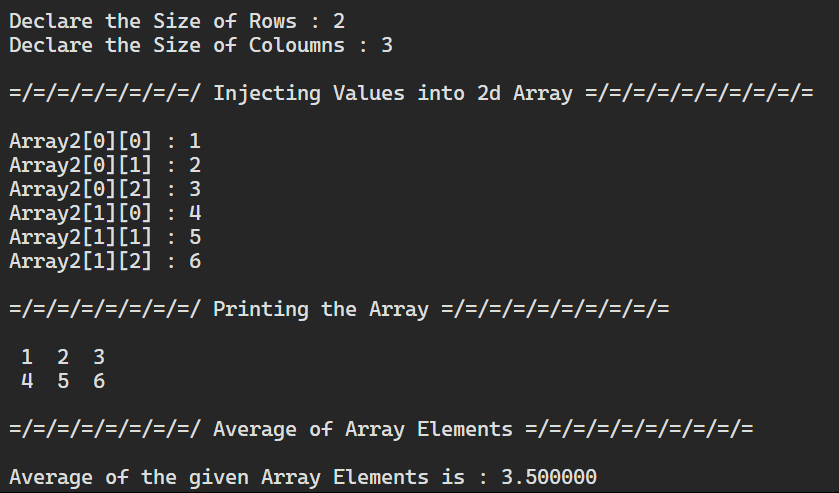 Declare the Size of Rows : 2
Declare the Size of Coloumns : 3
=/=/=/=/=/=/=/=/ Injecting Values into 2d Array =/=/=/=/=/=/=/=/=/=
Array2[0][0] : 1
Array2[0][1] : 2
Array2[0][2] : 3
Array2[1][0] : 4
Array2[1][1] : 5
Array2[1][2] : 6
=/=/=/=/=/=/=/=/ Printing the Array =/=/=/=/=/=/=/=/=/=
1 2 3
4 5 6
=/=/=/=/=/=/=/=/ Average of Array Elements =/=/=/=/=/=/=/=/=/=
Average of the given Array Elements is : 3.500000